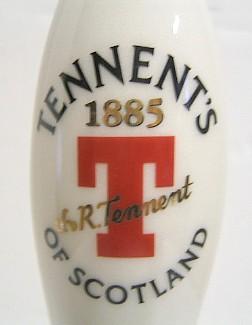 TENNENT'S
1885
T
R. Tennent
OF SCOTLAND